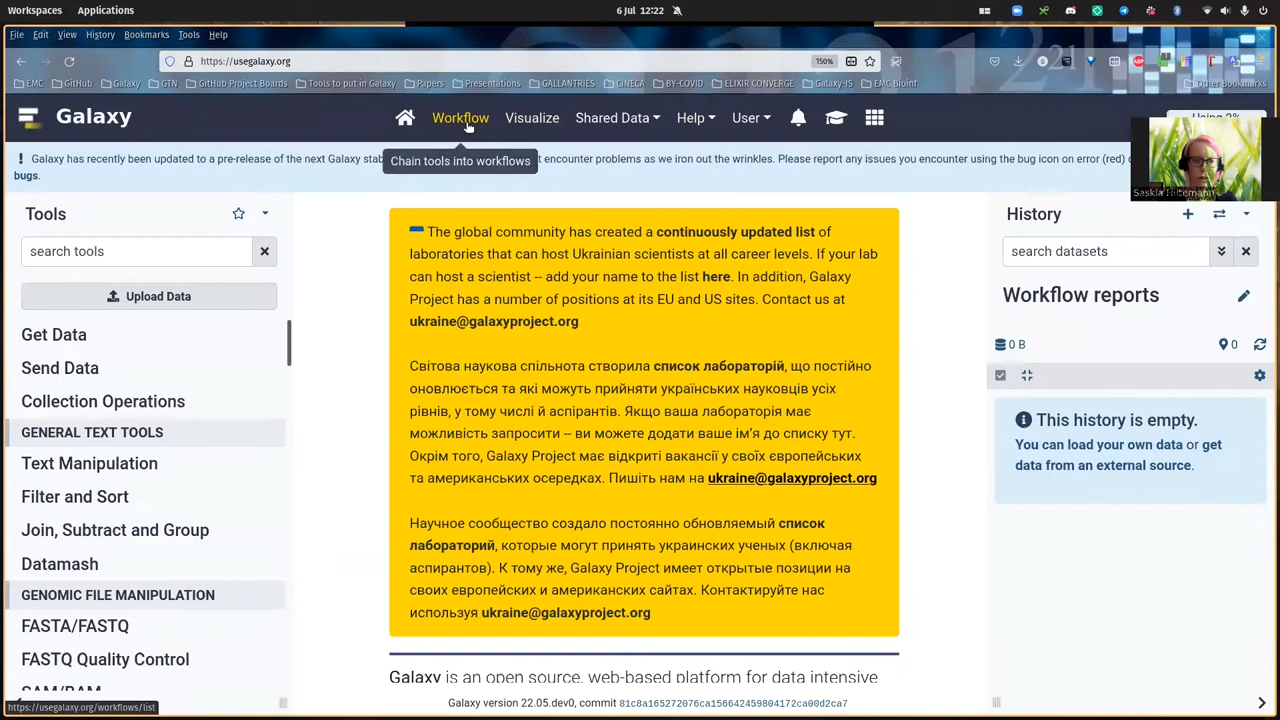 Workspaces Applications 6 Jul 12:22
File Edit View History Bookmarks Tools Help
https://usegalaxy.org 150%
EMC GitHub Galaxy GTN GitHub Project Boards Tools to put in Galaxy Papers Presentations GALLANTRIES CINECA BY-COVID ELIXIR CONVERGE Galaxy-IS EMC Bioint Other Bookmarks
Galaxy Workflow Visualize Shared Data Help User Using 2%
Galaxy has recently been updated to a pre-release of the next Galaxy stab t encounter problems as we iron out the wrinkles. Please report any issues you encounter using the bug icon on error (red) d
bugs.
Chain tools into workflows
Saskia Hiltemann
Tools
search tools
Upload Data
Get Data
Send Data
Collection Operations
GENERAL TEXT TOOLS
Text Manipulation
Filter and Sort
Join, Subtract and Group
Datamash
GENOMIC FILE MANIPULATION
FASTA/FASTQ
FASTQ Quality Control
SAM/BAM
https://usegalaxy.org/workflows/list
The global community has created a continuously updated list of
laboratories that can host Ukrainian scientists at all career levels. If your lab
can host a scientist -- add your name to the list here. In addition, Galaxy
Project has a number of positions at its EU and US sites. Contact us at
ukraine@galaxyproject.org
Світова наукова спільнота створила список лабораторій, що постійно
оновлюється та які можуть прийняти українських науковців усіх
рівнів, у тому числі й аспірантів. Якщо ваша лабораторія має
можливість запросити -- ви можете додати ваше ім'я до списку тут.
Окрім того, Galaxy Project має відкриті вакансії у своїх європейських
та американських осередках. Пишіть нам на ukraine@galaxyproject.org
Научное сообщество создало постоянно обновляемый список
лабораторий, которые могут принять украинских ученых (включая
аспирантов). К тому же, Galaxy Project имеет открытые позиции на
своих европейских и американских сайтах. Контактируйте нас
используя ukraine@galaxyproject.org
Galaxy is an open source, web-based platform for data intensive
Galaxy version 22.05.dev0, commit 81c8a165272076ca156642459804172ca00d2ca7
History
search datasets
Workflow reports
0 B 0
This history is empty.
You can load your own data or get
data from an external source.